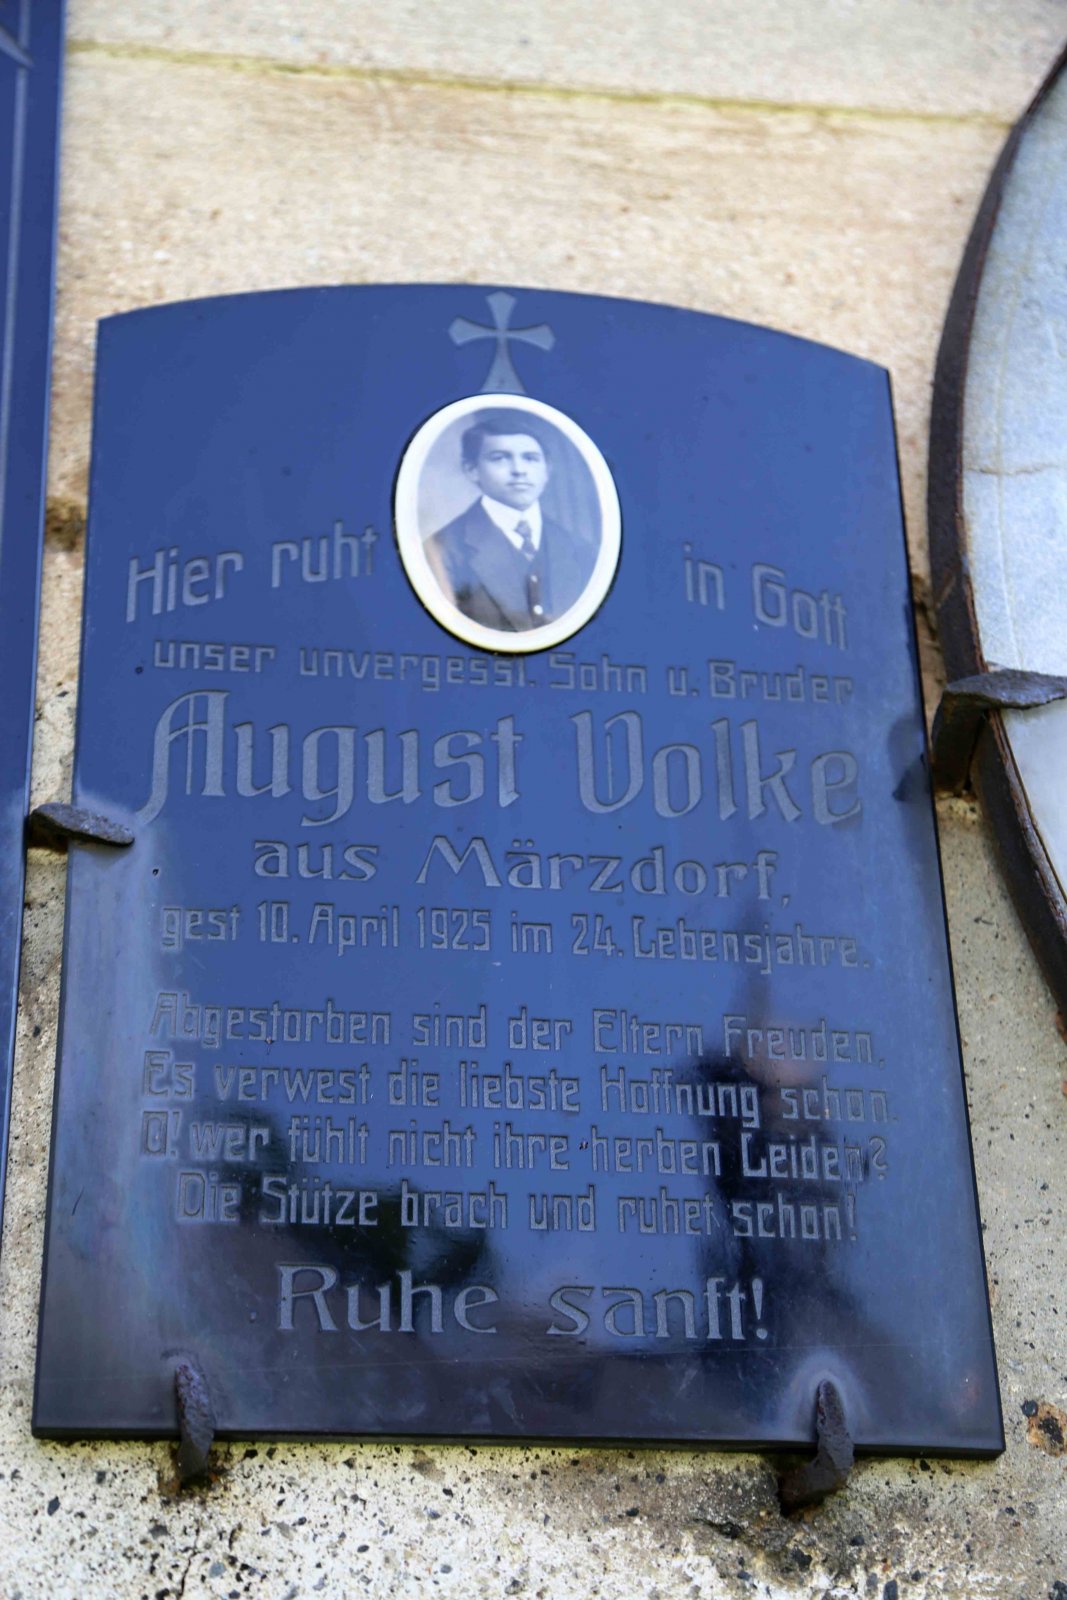 Hier ruht in Gott
unser unvergessl. Sohn u. Bruder
August Volke
aus Märzdorf,
gest 10. April 1925 im 24. Lebensjahre.
Abgestorben sind der Eltern Freuden,
Es verwest die liebste Hoffnung schon.
O! wer fühlt nicht ihre herben Leiden?
Die Stütze brach und ruhet schon!
Ruhe sanft!